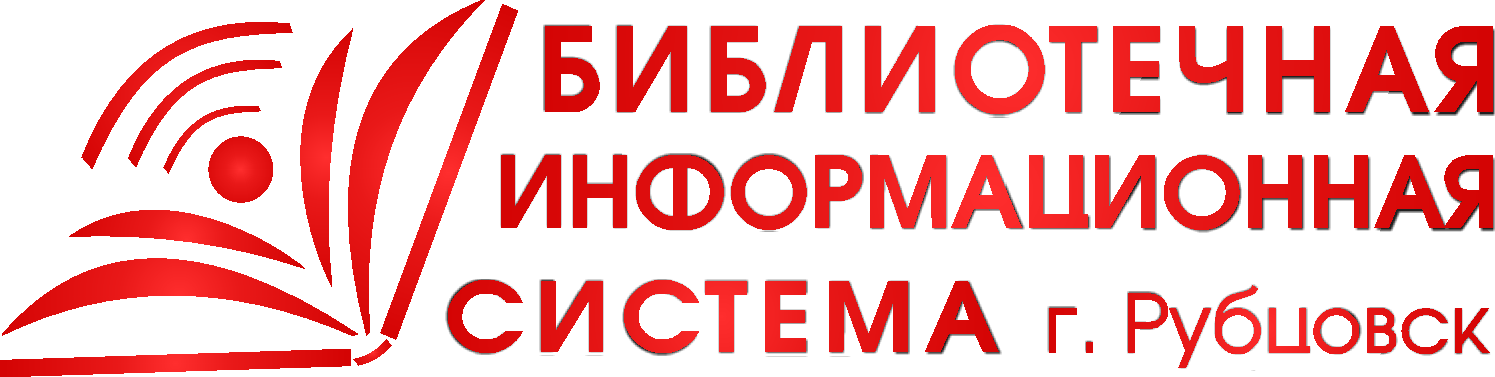 БИБЛИОТЕЧНАЯ
ИНФОРМАЦИОННАЯ
СИСТЕМА г. Рубцовск